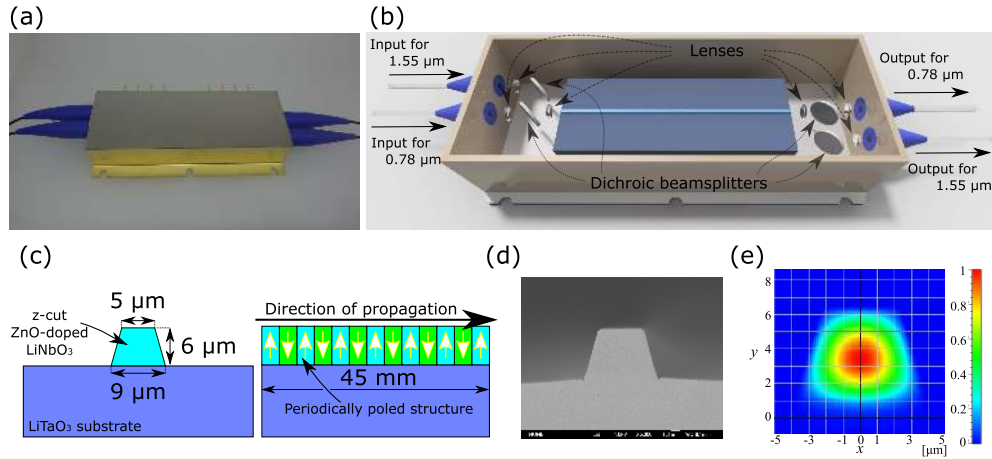 (a)
(b)
Input for
1.55 µm
Input for
0.78 µm
Lenses
Dichroic beamsplitters
Output for
0.78 µm
Output for
1.55 µm
(c)
5 µm
z-cut
ZnO-doped
LiNbO₃
6 µm
9 µm
LiTaO₃ substrate
Direction of propagation
45 mm
Periodically poled structure
(d)
(e)
y
8
6
4
2
0
-5
-3
-1
0
1
3
5
x
[µm]
1
0.8
0.6
0.4
0.2
0